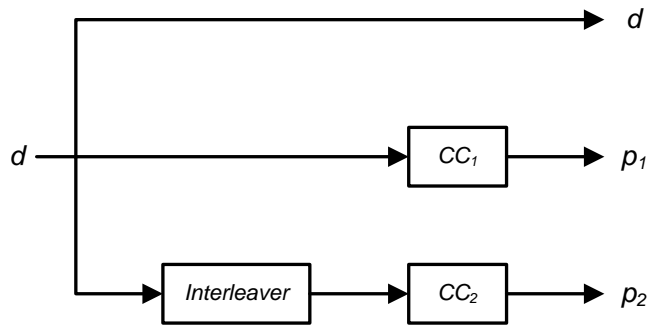 d
d
CC₁
p₁
Interleaver
CC₂
p₂